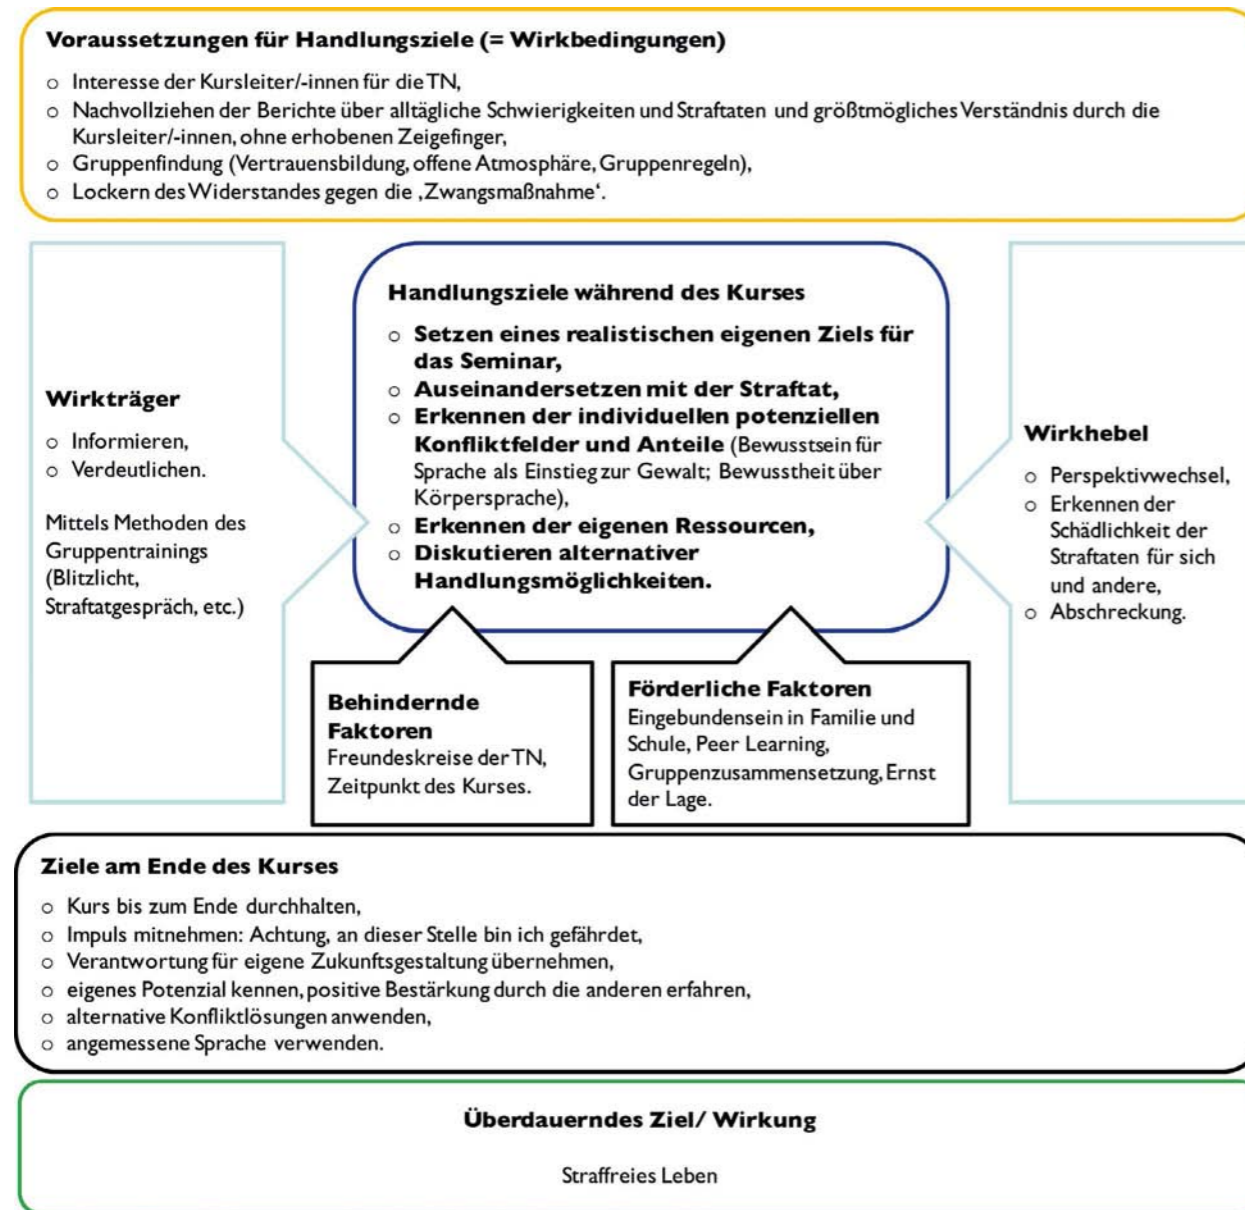 Voraussetzungen für Handlungsziele (= Wirkbedingungen)
o Interesse der Kursleiter/-innen für die TN,
o Nachvollziehen der Berichte über alltägliche Schwierigkeiten und Straftaten und größtmögliches Verständnis durch die
Kursleiter/-innen, ohne erhobenen Zeigefinger,
o Gruppenfindung (Vertrauensbildung, offene Atmosphäre, Gruppenregeln),
o Lockern des Widerstandes gegen die ‚Zwangsmaßnahme‘.
Wirkträger
o Informieren,
o Verdeutlichen.
Mittels Methoden des
Gruppentrainings
(Blitzlicht,
Straftatgespräch, etc.)
Handlungsziele während des Kurses
o Setzen eines realistischen eigenen Ziels für
das Seminar,
o Auseinandersetzen mit der Straftat,
o Erkennen der individuellen potenziellen
Konfliktfelder und Anteile (Bewusstsein für
Sprache als Einstieg zur Gewalt; Bewusstheit über
Körpersprache),
o Erkennen der eigenen Ressourcen,
o Diskutieren alternativer
Handlungsmöglichkeiten.
Wirkhebel
o Perspektivwechsel,
o Erkennen der
Schädlichkeit der
Straftaten für sich
und andere,
o Abschreckung.
Behindernde
Faktoren
Freundeskreise der TN,
Zeitpunkt des Kurses.
Förderliche Faktoren
Eingebundensein in Familie und
Schule, Peer Learning,
Gruppenzusammensetzung, Ernst
der Lage.
Ziele am Ende des Kurses
o Kurs bis zum Ende durchhalten,
o Impuls mitnehmen: Achtung, an dieser Stelle bin ich gefährdet,
o Verantwortung für eigene Zukunftsgestaltung übernehmen,
o eigenes Potenzial kennen, positive Bestärkung durch die anderen erfahren,
o alternative Konfliktlösungen anwenden,
o angemessene Sprache verwenden.
Überdauerndes Ziel/ Wirkung
Straffreies Leben